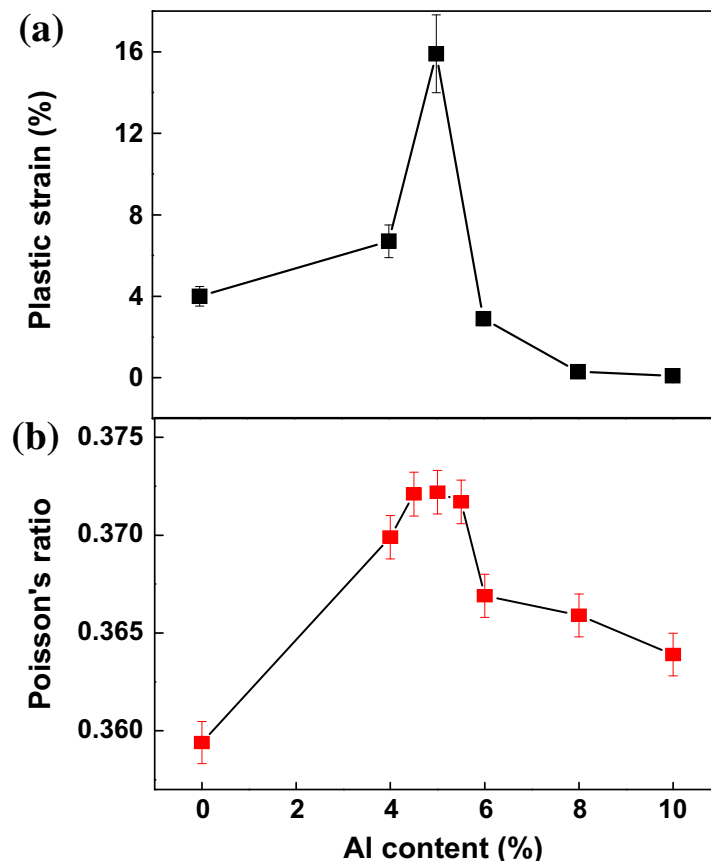 (a)
Plastic strain (%)
16
12
8
4
0
(b)
Poisson's ratio
0.375
0.370
0.365
0.360
0 2 4 6 8 10
Al content (%)